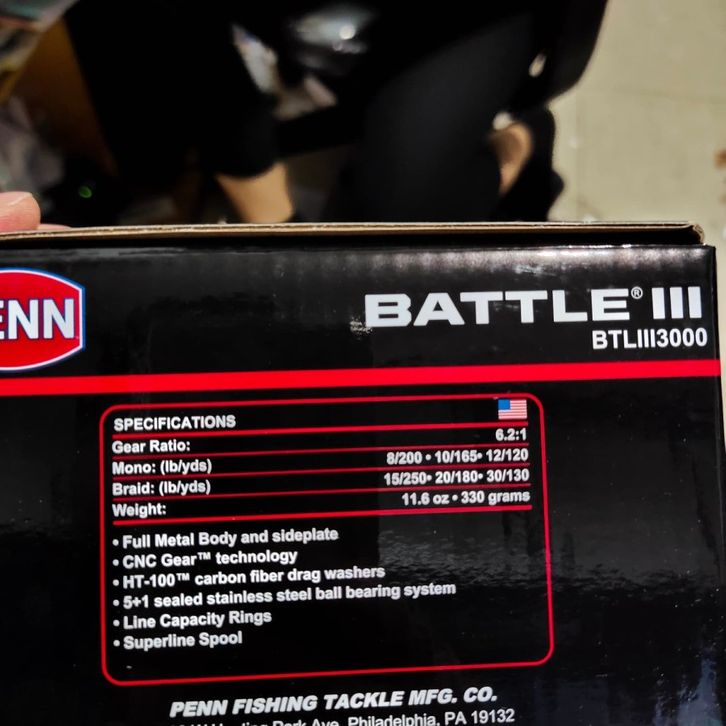 ENN
BATTLE® III
BTLIII3000
SPECIFICATIONS
Gear Ratio: 6.2:1
Mono: (lb/yds) 8/200 • 10/165• 12/120
Braid: (lb/yds) 15/250• 20/180• 30/130
Weight: 11.6 oz • 330 grams
• Full Metal Body and sideplate
• CNC Gear™ technology
• HT-100™ carbon fiber drag washers
• 5+1 sealed stainless steel ball bearing system
• Line Capacity Rings
• Superline Spool
PENN FISHING TACKLE MFG. CO.
Park Ave, Philadelphia, PA 19132